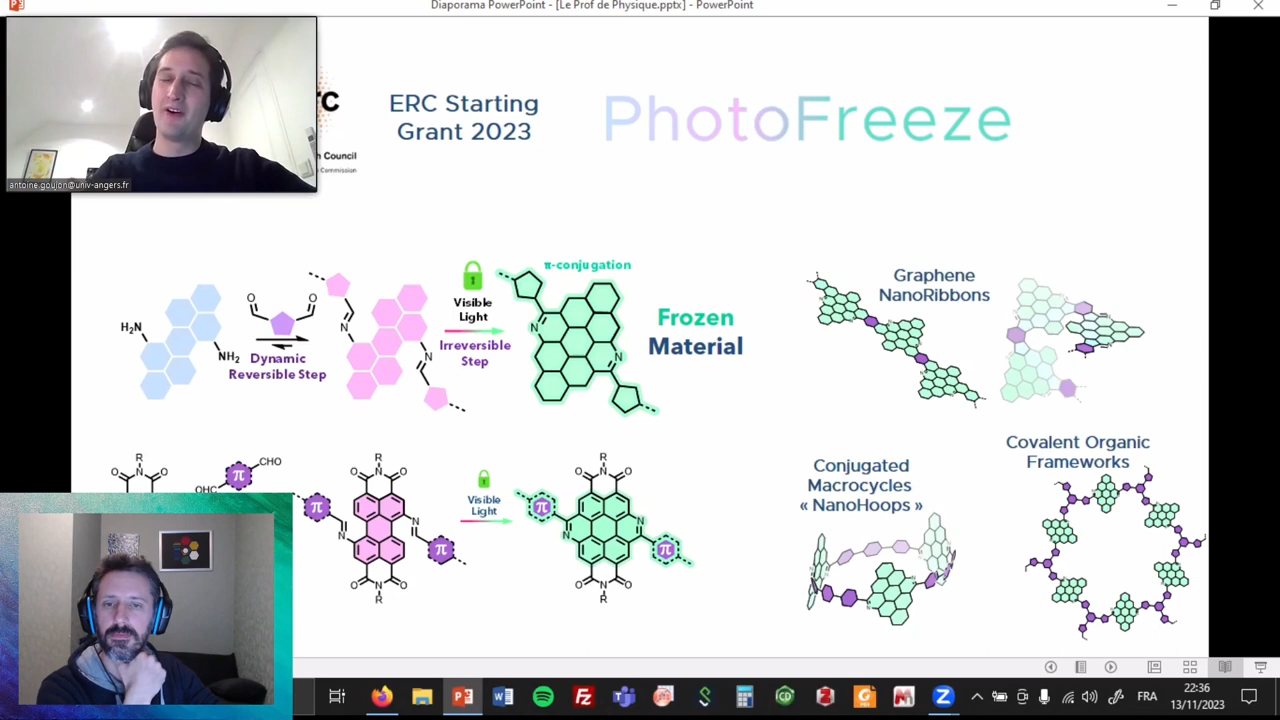 Diaporama PowerPoint - [Le Prof de Physique.pptx] - PowerPoint
antoine.goujon@univ-angers.fr
rc
h Council
Commission
ERC Starting
Grant 2023
PhotoFreeze
H₂N
NH₂
O
O
Dynamic
Reversible Step
N
N
Visible
Light
Irreversible
Step
π-conjugation
N
N
Frozen
Material
Graphene
NanoRibbons
R
O
N
O
π
CHO
OHC
R
O
N
O
π
N
N
π
O
N
O
R
Visible
Light
R
O
N
O
π
N
N
π
O
N
O
R
Conjugated
Macrocycles
« NanoHoops »
Covalent Organic
Frameworks
FRA
22:36
13/11/2023